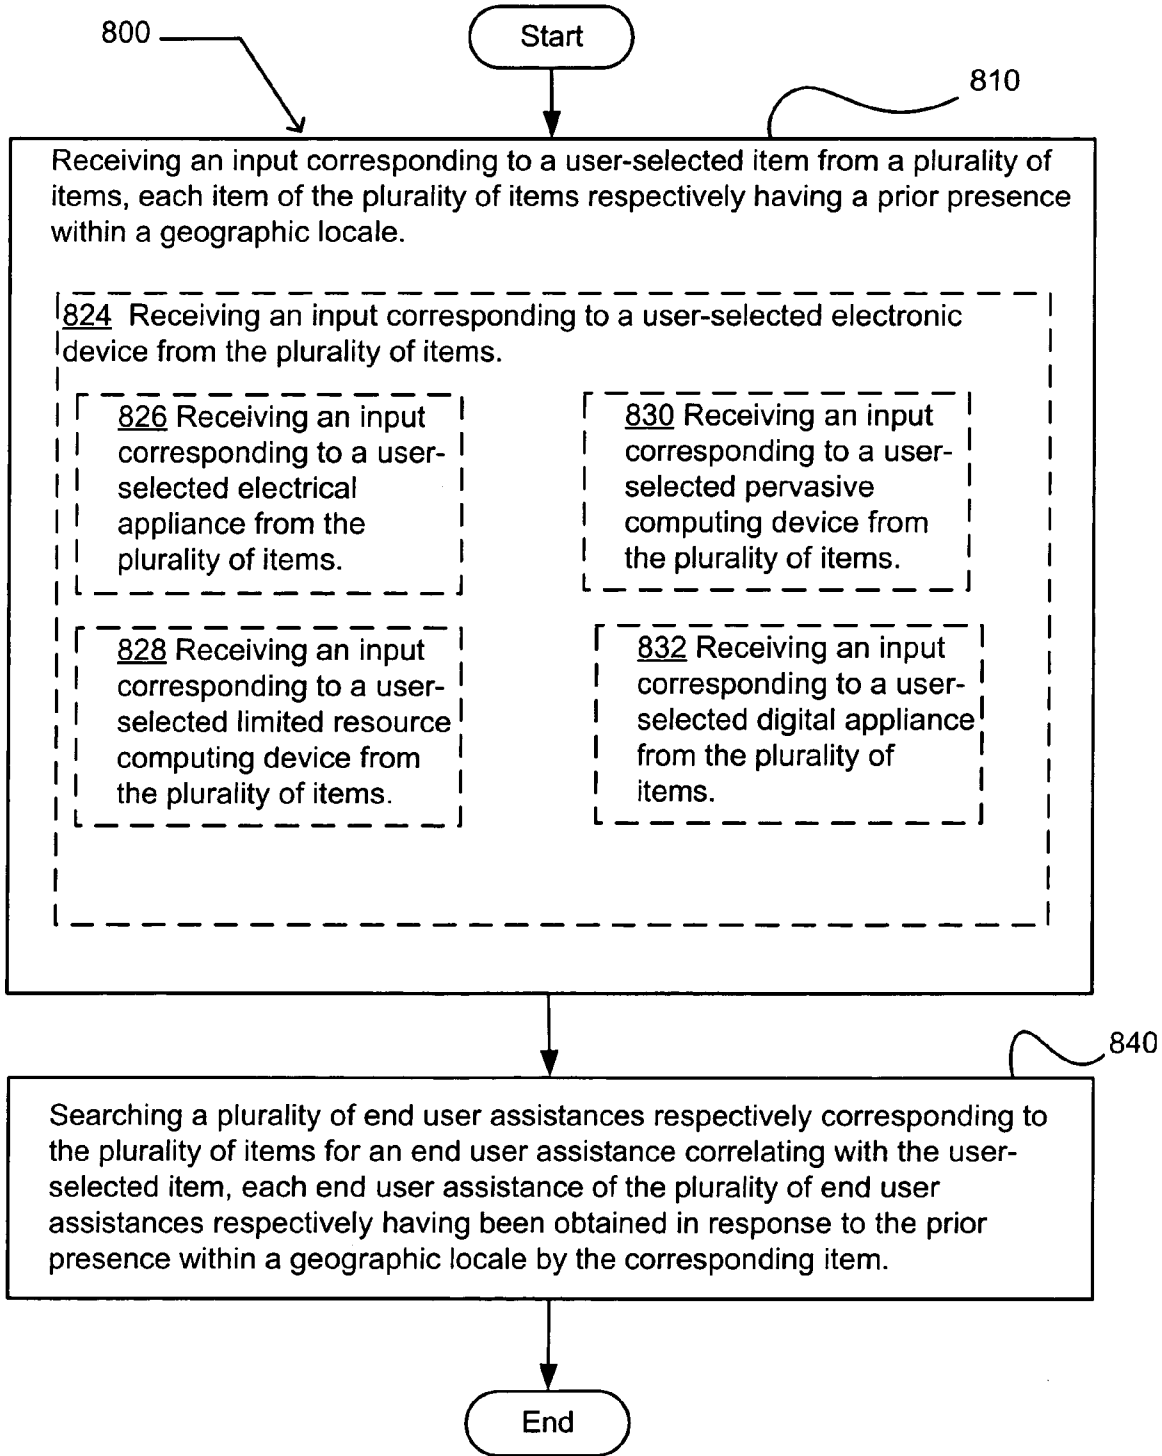 800
Start
810
Receiving an input corresponding to a user-selected item from a plurality of
items, each item of the plurality of items respectively having a prior presence
within a geographic locale.
824 Receiving an input corresponding to a user-selected electronic
device from the plurality of items.
826 Receiving an input
corresponding to a user-
selected electrical
appliance from the
plurality of items.
830 Receiving an input
corresponding to a user-
selected pervasive
computing device from
the plurality of items.
828 Receiving an input
corresponding to a user-
selected limited resource
computing device from
the plurality of items.
832 Receiving an input
corresponding to a user-
selected digital appliance
from the plurality of
items.
840
Searching a plurality of end user assistances respectively corresponding to
the plurality of items for an end user assistance correlating with the user-
selected item, each end user assistance of the plurality of end user
assistances respectively having been obtained in response to the prior
presence within a geographic locale by the corresponding item.
End